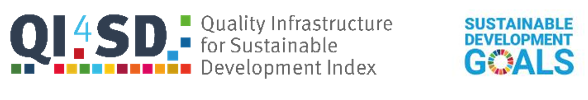 QI4SD
Quality Infrastructure
for Sustainable
Development Index
SUSTAINABLE
DEVELOPMENT
GOALS